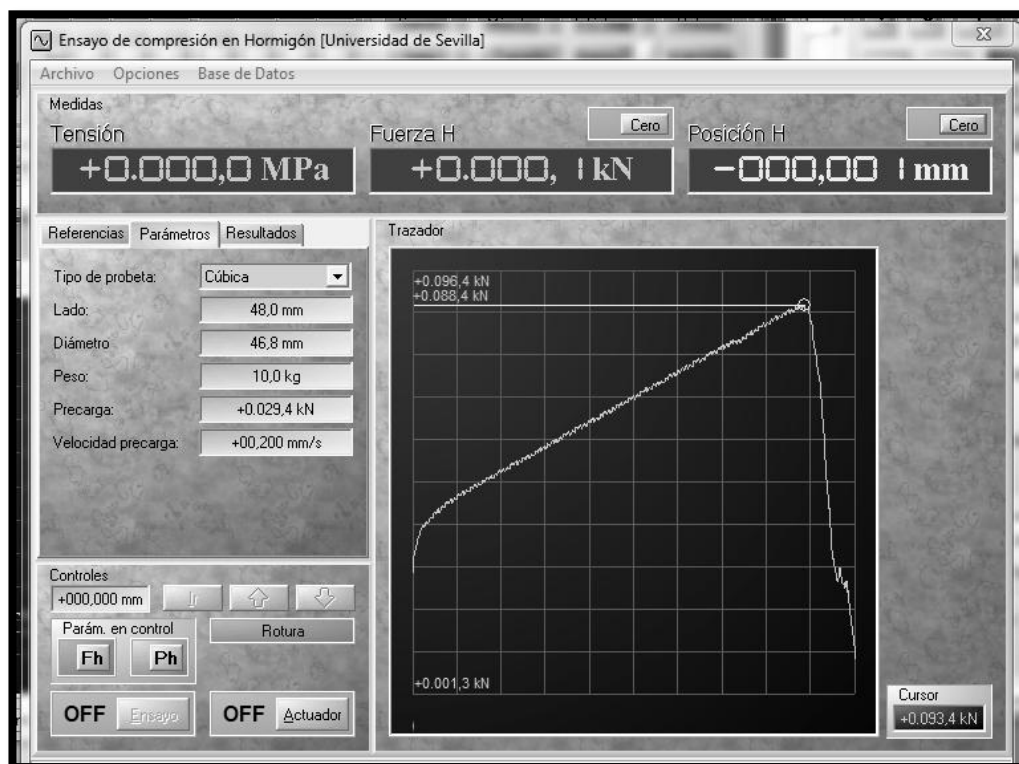 Ensayo de compresión en Hormigón [Universidad de Sevilla]
Archivo Opciones Base de Datos
Medidas
Tensión
+0.000,0 MPa
Fuerza H
Cero
+0.000,1 kN
Posición H
Cero
-000,001 mm
Referencias Parámetros Resultados
Tipo de probeta: Cúbica
Lado: 48,0 mm
Diámetro 46,8 mm
Peso: 10,0 kg
Precarga: +0.029,4 kN
Velocidad precarga: +00,200 mm/s
Controles
+000,000 mm Ir
Parám. en control
Fh Ph
Rotura
OFF Ensayo
OFF Actuador
Trazador
+0.096,4 kN
+0.088,4 kN
+0.001,3 kN
Cursor
+0.093,4 kN